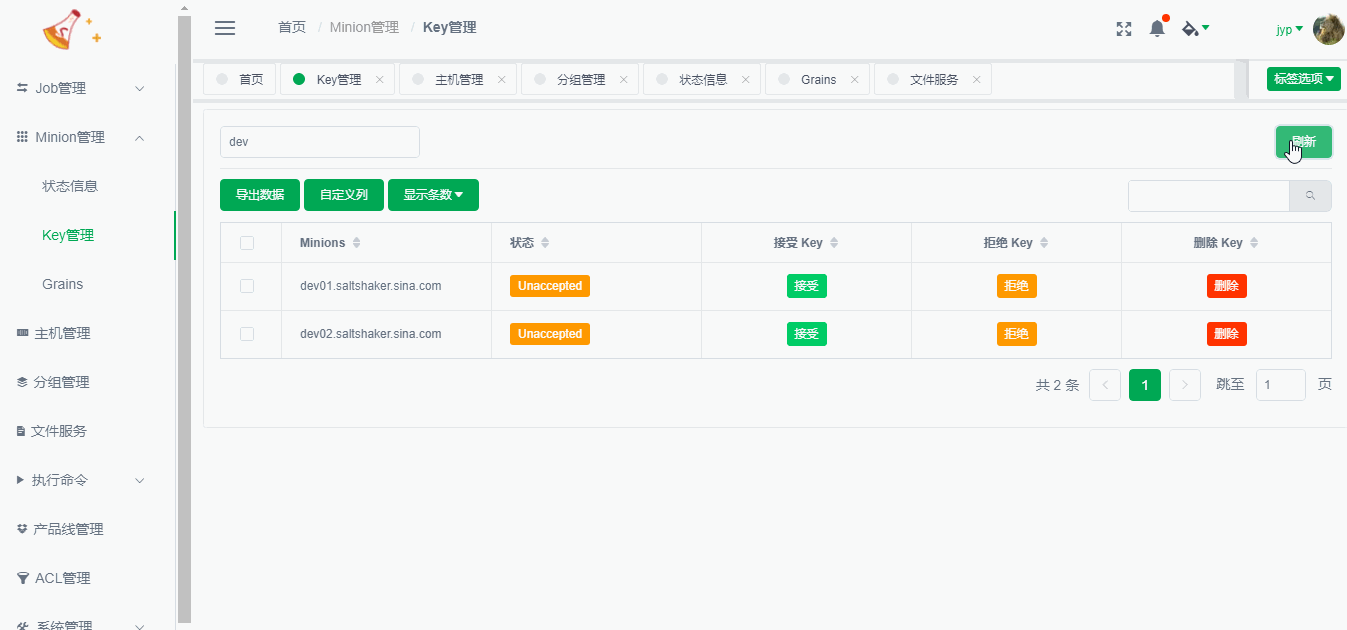 首页 / Minion管理 / Key管理
jyp
首页
Key管理
主机管理
分组管理
状态信息
Grains
文件服务
标签选项
Job管理
Minion管理
状态信息
Key管理
Grains
主机管理
分组管理
文件服务
执行命令
产品线管理
ACL管理
系统管理
dev
刷新
导出数据 自定义列 显示条数
Minions 状态 接受 Key 拒绝 Key 删除 Key
dev01.saltshaker.sina.com Unaccepted 接受 拒绝 删除
dev02.saltshaker.sina.com Unaccepted 接受 拒绝 删除
共 2 条 1 跳至 1 页